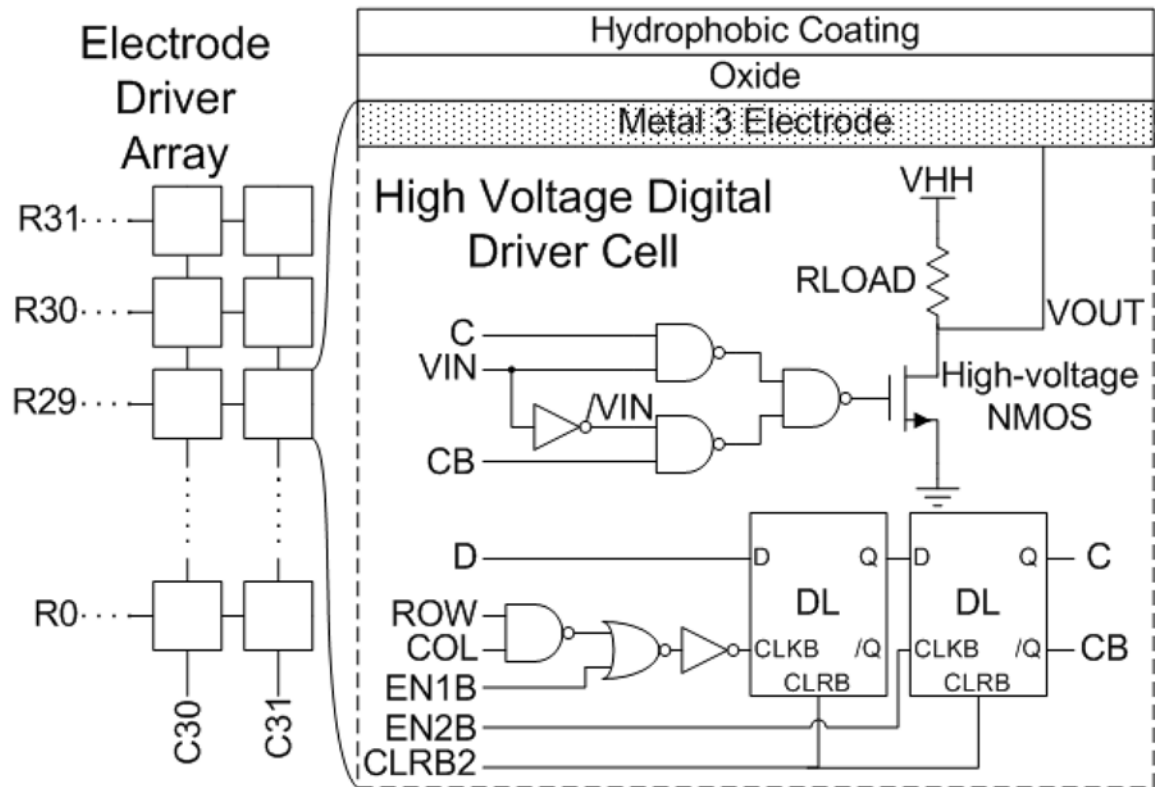 Electrode
Driver
Array
R31
R30
R29
R0
C30
C31
Hydrophobic Coating
Oxide
Metal 3 Electrode
High Voltage Digital
Driver Cell
VHH
RLOAD
VOUT
High-voltage
NMOS
C
VIN
/VIN
CB
D
ROW
COL
EN1B
EN2B
CLRB2
D
Q
DL
CLKB
/Q
CLRB
D
Q
DL
CLKB
/Q
CLRB
C
CB